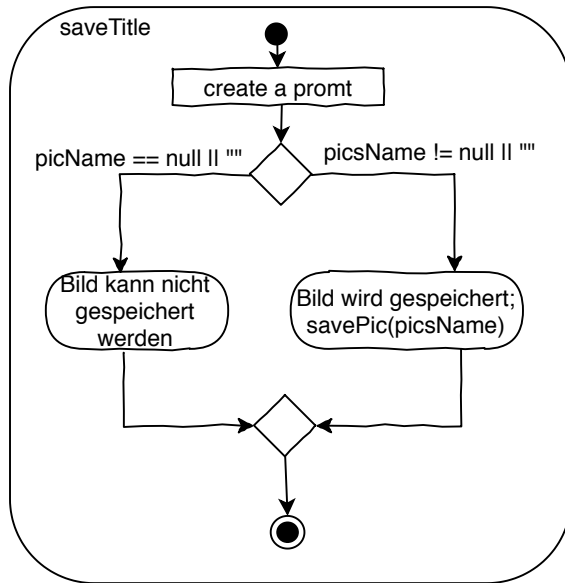 saveTitle
create a promt
picName == null || ""
picsName != null || ""
Bild kann nicht
gespeichert
werden
Bild wird gespeichert;
savePic(picsName)